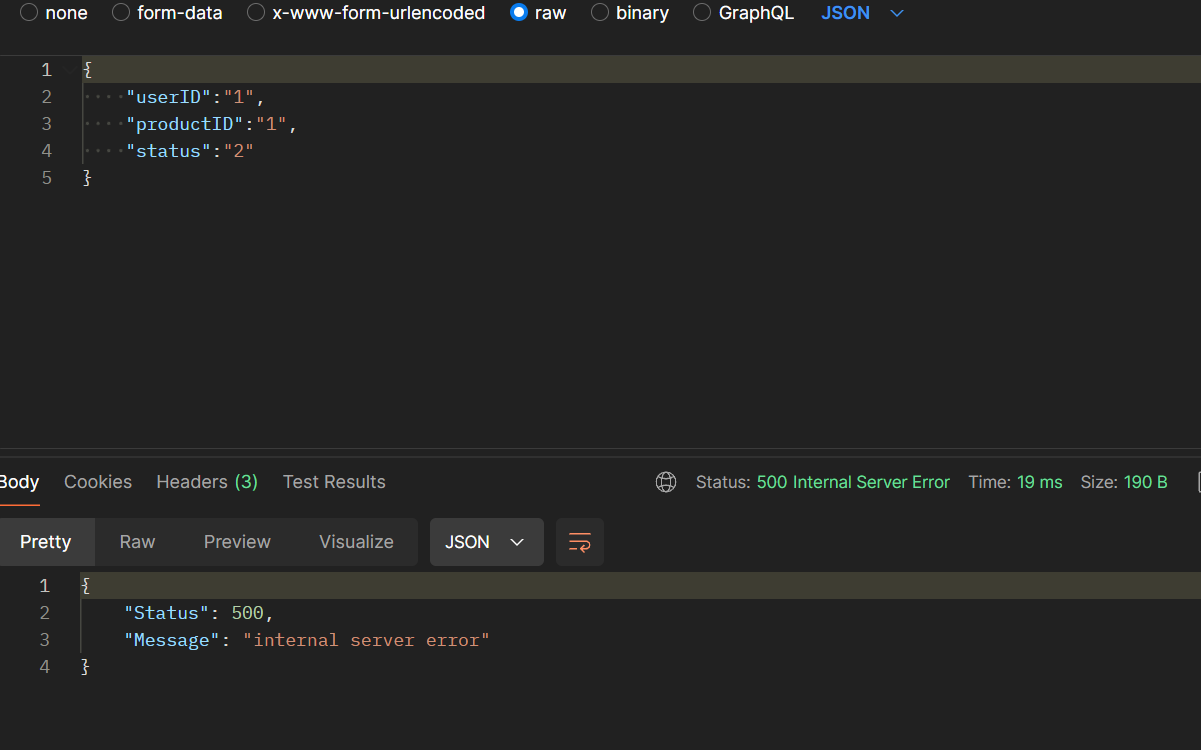 none form-data x-www-form-urlencoded raw binary GraphQL JSON
1 {
2 ····"userID":"1",
3 ····"productID":"1",
4 ····"status":"2"
5 }
Body Cookies Headers (3) Test Results Status: 500 Internal Server Error Time: 19 ms Size: 190 B
Pretty Raw Preview Visualize JSON
1 {
2 "Status": 500,
3 "Message": "internal server error"
4 }